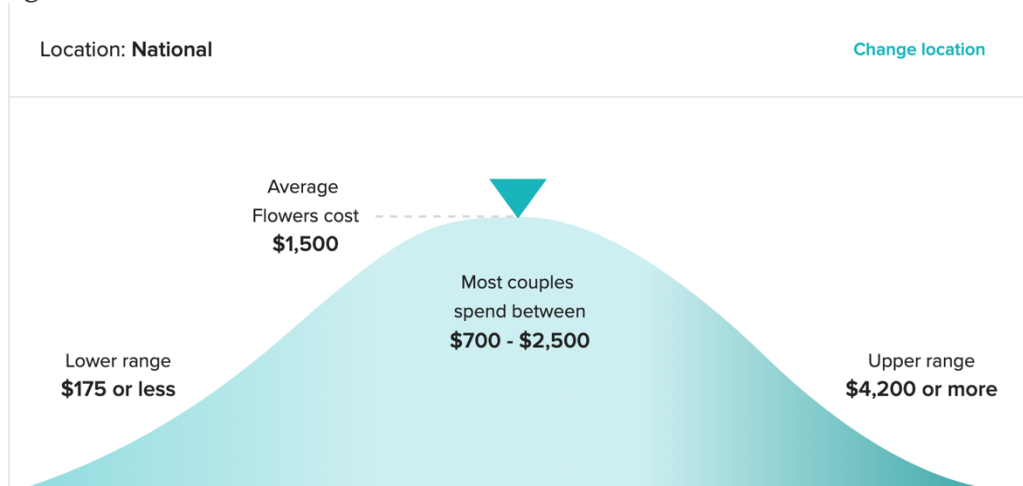 Location: National
Change location
Average
Flowers cost
$1,500
Most couples
spend between
$700 - $2,500
Lower range
$175 or less
Upper range
$4,200 or more